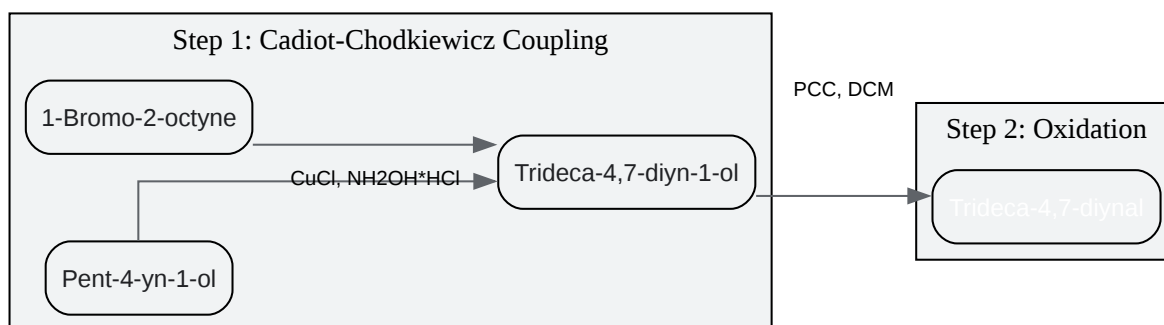 Step 1: Cadiot-Chodkiewicz Coupling
1-Bromo-2-octyne
CuCl, NH2OH*HCl
Trideca-4,7-diyn-1-ol
Pent-4-yn-1-ol
PCC, DCM
Step 2: Oxidation
Trideca-4,7-diynal